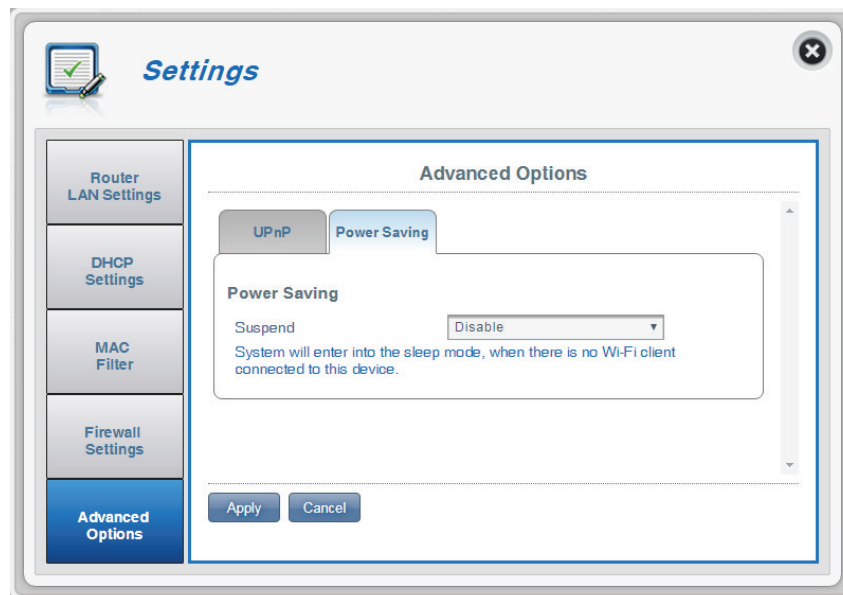 Settings
Router
LAN Settings
DHCP
Settings
MAC
Filter
Firewall
Settings
Advanced
Options
Advanced Options
UPnP
Power Saving
Power Saving
Suspend
Disable
System will enter into the sleep mode, when there is no Wi-Fi client
connected to this device.
Apply
Cancel